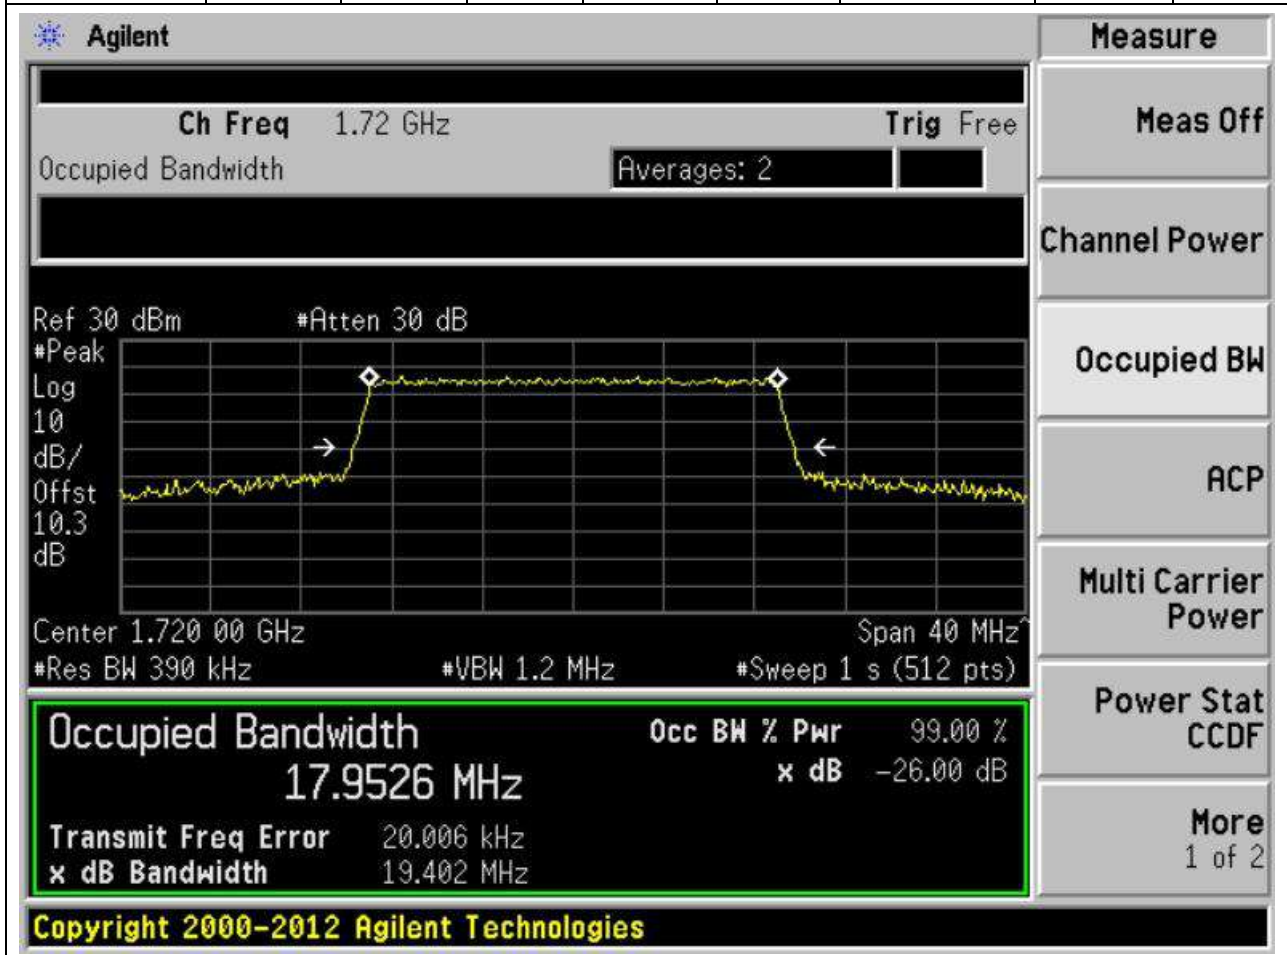 Agilent
Measure
Ch Freq 1.72 GHz Trig Free
Occupied Bandwidth Averages: 2
Meas Off
Channel Power
Occupied BW
ACP
Multi Carrier
Power
Power Stat
CCDF
More
1 of 2
Ref 30 dBm #Atten 30 dB
#Peak
Log
10
dB/
Offst
10.3
dB
Center 1.720 00 GHz Span 40 MHz^
#Res BW 390 kHz #VBW 1.2 MHz #Sweep 1 s (512 pts)
Occupied Bandwidth Occ BW % Pwr 99.00 %
17.9526 MHz x dB -26.00 dB
Transmit Freq Error 20.006 kHz
x dB Bandwidth 19.402 MHz
Copyright 2000-2012 Agilent Technologies